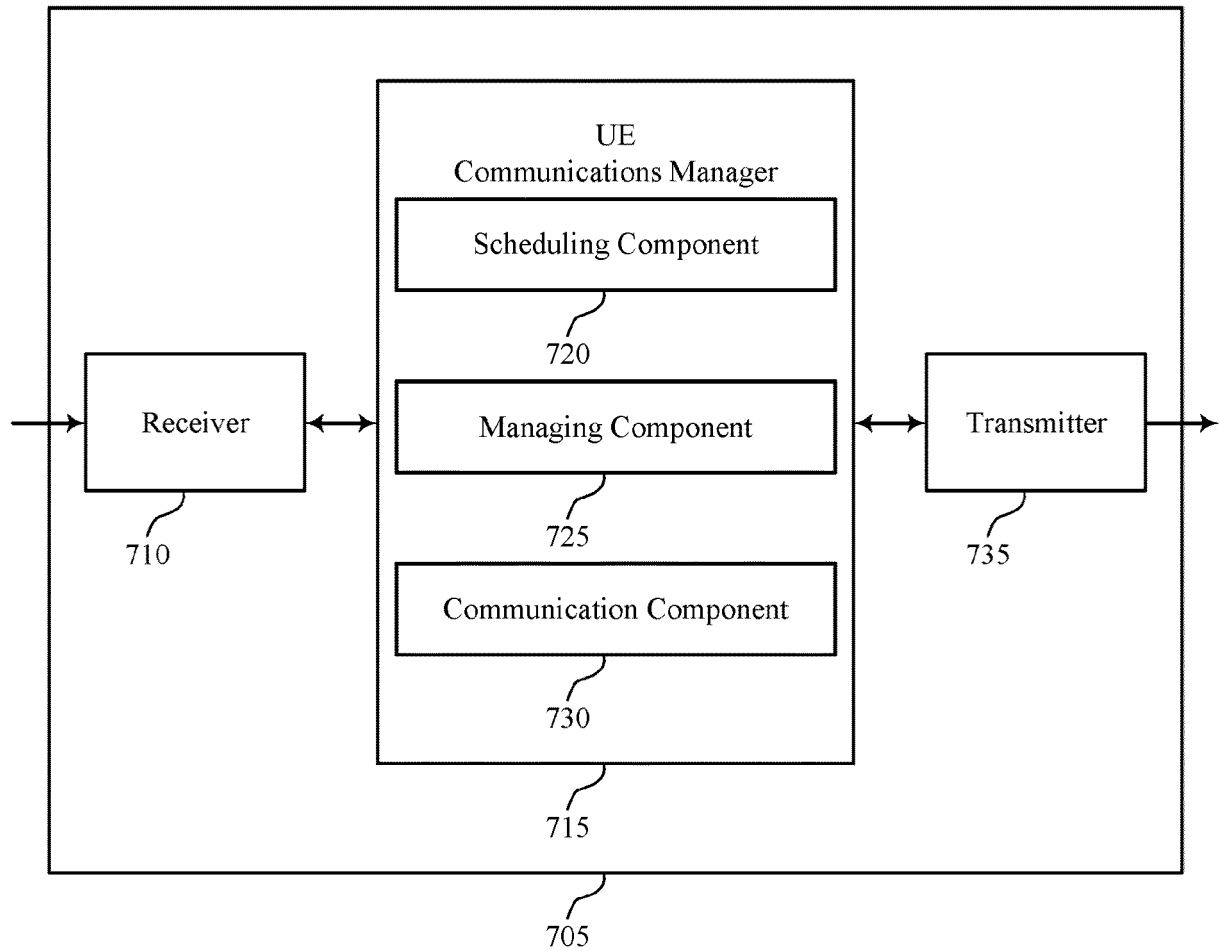 UE
Communications Manager
Scheduling Component
720
Receiver
710
Managing Component
725
Transmitter
735
Communication Component
730
715
705